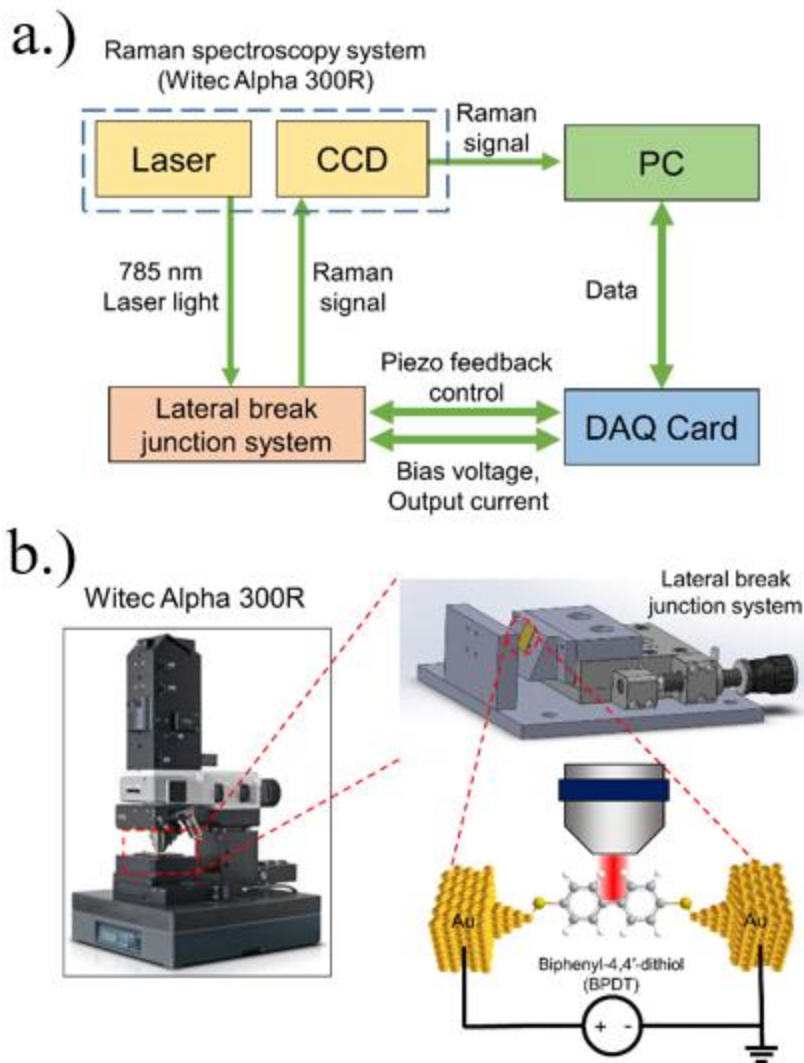 a.)
Raman spectroscopy system
(Witec Alpha 300R)
Laser
CCD
Raman
signal
PC
785 nm
Laser light
Raman
signal
Data
Piezo feedback
control
Lateral break
junction system
DAQ Card
Bias voltage,
Output current
b.)
Witec Alpha 300R
Lateral break
junction system
Au
Au
Biphenyl-4,4'-dithiol
(BPDT)
+ -